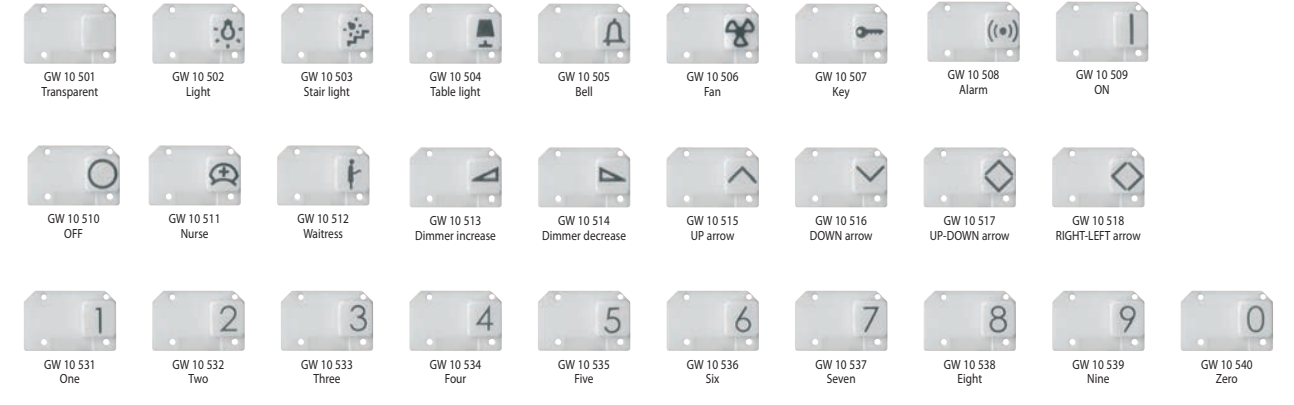 GW 10 501
Transparent
GW 10 502
Light
GW 10 503
Stair light
GW 10 504
Table light
GW 10 505
Bell
GW 10 506
Fan
GW 10 507
Key
GW 10 508
Alarm
GW 10 509
ON
GW 10 510
OFF
GW 10 511
Nurse
GW 10 512
Waitress
GW 10 513
Dimmer increase
GW 10 514
Dimmer decrease
GW 10 515
UP arrow
GW 10 516
DOWN arrow
GW 10 517
UP-DOWN arrow
GW 10 518
RIGHT-LEFT arrow
1
GW 10 531
One
2
GW 10 532
Two
3
GW 10 533
Three
4
GW 10 534
Four
5
GW 10 535
Five
6
GW 10 536
Six
7
GW 10 537
Seven
8
GW 10 538
Eight
9
GW 10 539
Nine
0
GW 10 540
Zero